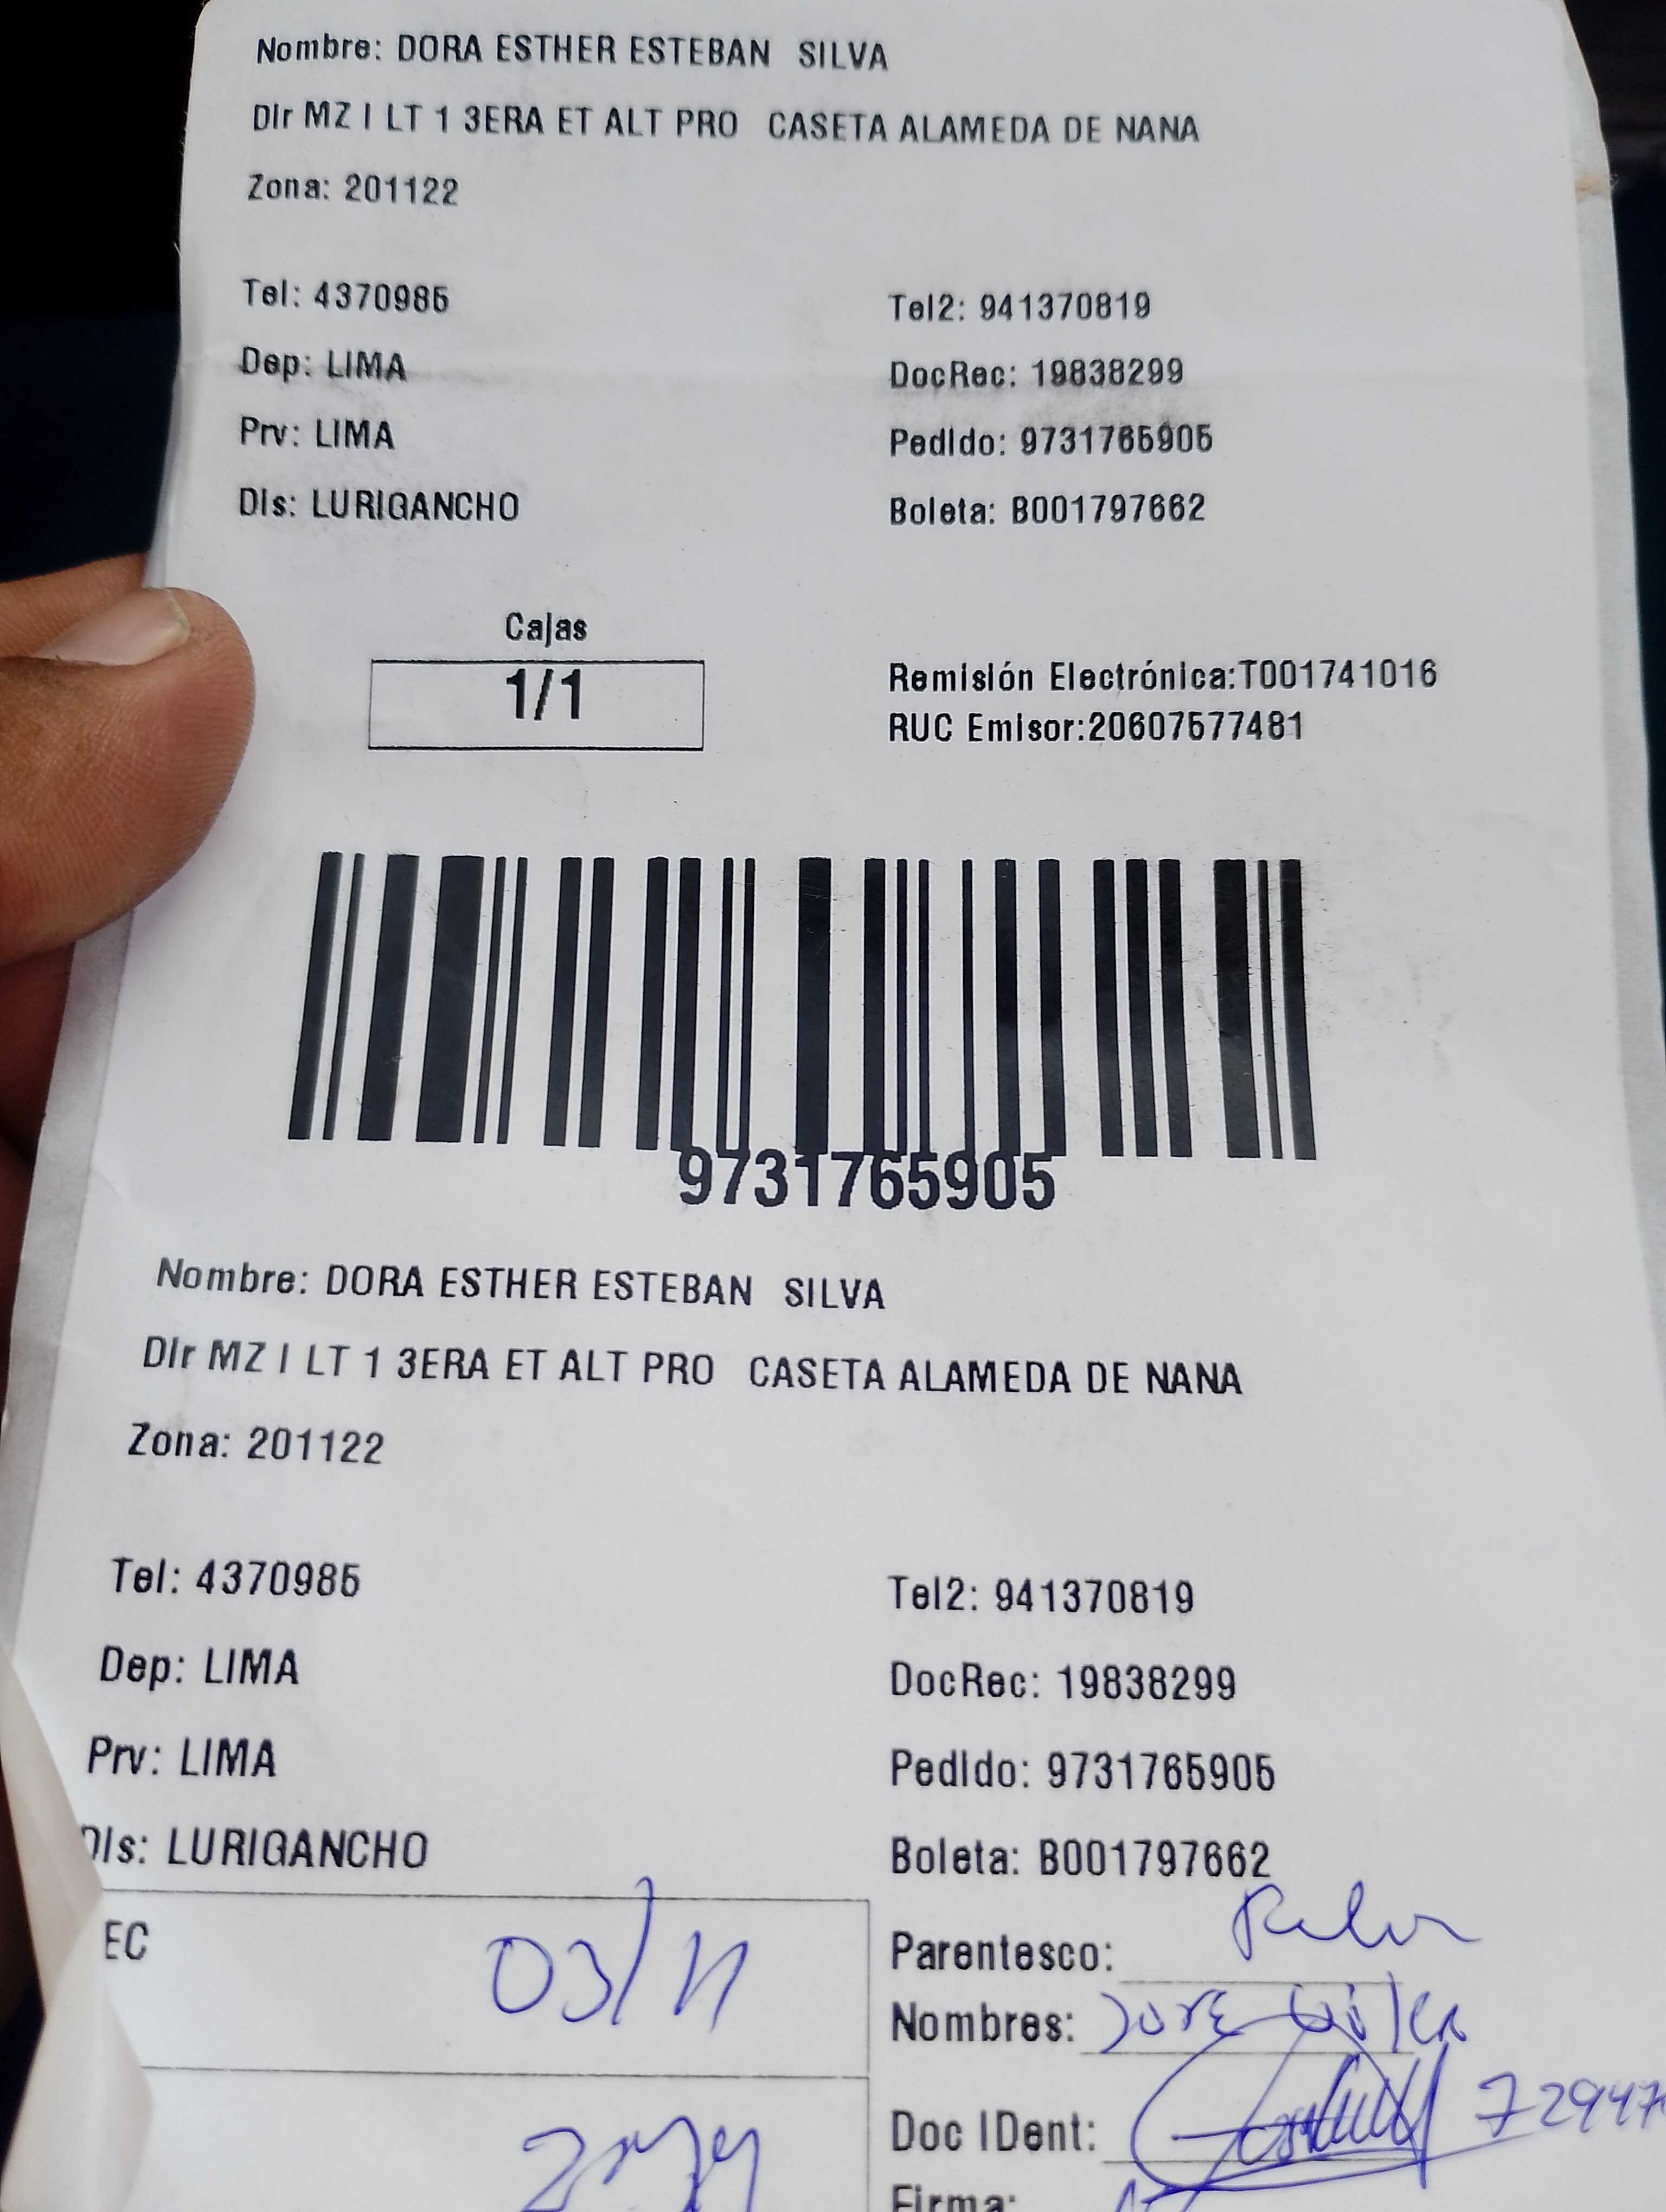 Nombre: DORA ESTHER ESTEBAN SILVA
Dir MZ I LT 1 3ERA ET ALT PRO CASETA ALAMEDA DE NANA
Zona: 201122
Tel: 4370985 Tel2: 941370819
Dep: LIMA DocRec: 19838299
Prv: LIMA Pedido: 9731765905
Dis: LURIGANCHO Boleta: B001797662
Cajas
1/1
Remisión Electrónica:T001741016
RUC Emisor:20607577481
9731765905
Nombre: DORA ESTHER ESTEBAN SILVA
Dir MZ I LT 1 3ERA ET ALT PRO CASETA ALAMEDA DE NANA
Zona: 201122
Tel: 4370985 Tel2: 941370819
Dep: LIMA DocRec: 19838299
Prv: LIMA Pedido: 9731765905
Dis: LURIGANCHO Boleta: B001797662
EC 03/11 Parentesco:
Nombres: JOSE
Doc IDent: 72947
Firma: